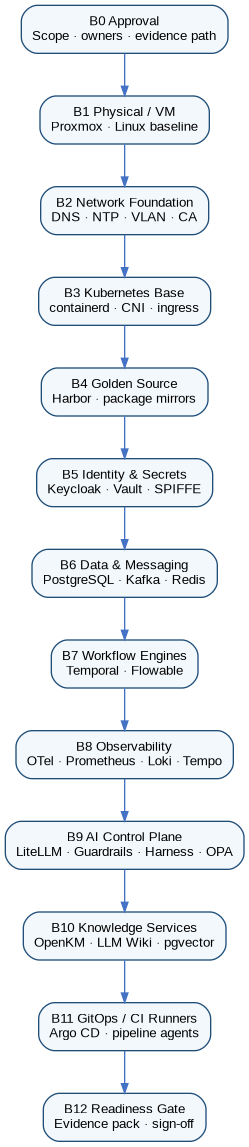 B0 Approval
Scope · owners · evidence path
B1 Physical / VM
Proxmox · Linux baseline
B2 Network Foundation
DNS · NTP · VLAN · CA
B3 Kubernetes Base
containerd · CNI · ingress
B4 Golden Source
Harbor · package mirrors
B5 Identity & Secrets
Keycloak · Vault · SPIFFE
B6 Data & Messaging
PostgreSQL · Kafka · Redis
B7 Workflow Engines
Temporal · Flowable
B8 Observability
OTel · Prometheus · Loki · Tempo
B9 AI Control Plane
LiteLLM · Guardrails · Harness · OPA
B10 Knowledge Services
OpenKM · LLM Wiki · pgvector
B11 GitOps / CI Runners
Argo CD · pipeline agents
B12 Readiness Gate
Evidence pack · sign-off